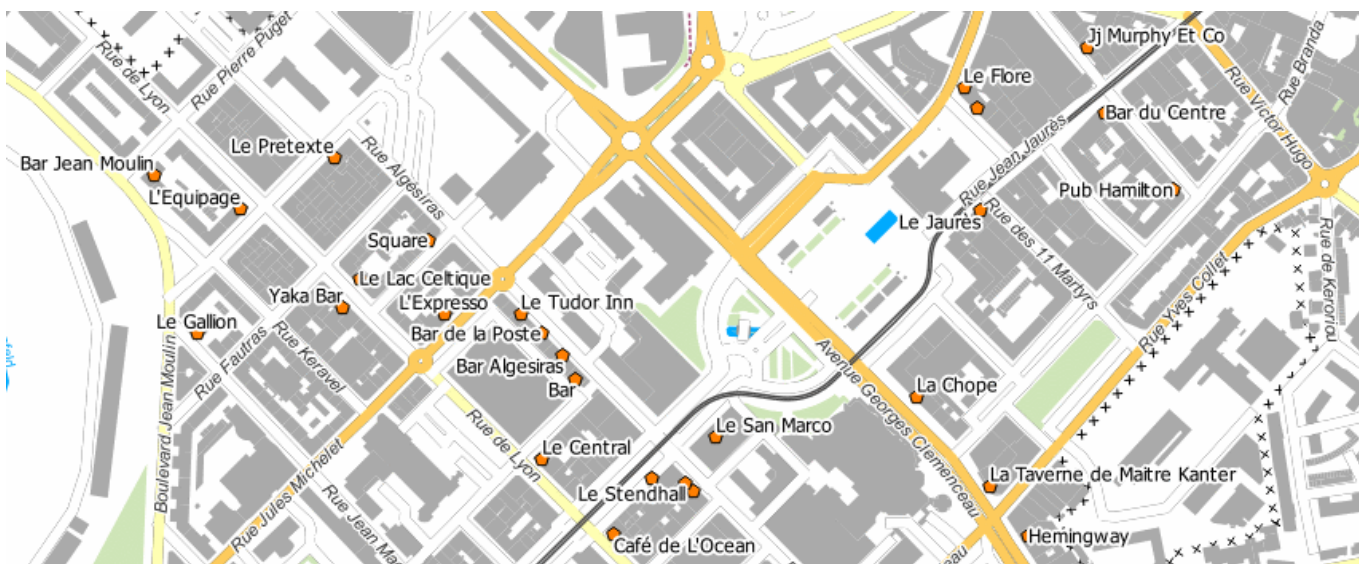 Rue de Lyon
Rue Pierre Puget
Jj Murphy Et Co
Rue Branda
Le Flore
Rue Victor Hugo
Bar du Centre
Le Pretexte
Rue Algésiras
Rue Jean Jaurès
Bar Jean Moulin
L'Equipage
Pub Hamilton
Le Jaurès
Rue des 11 Martyrs
Square
Rue de KerorIou
Le Lac Celtique
Yaka Bar
L'Expresso
Le Tudor Inn
Rue Yves Collet
Le Gallion
Bar de la Poste
Rue Fautras
Rue Keravel
Bar Algesiras
Bar
Avenue Georges Clemenceau
La Chope
Boulevard Jean Moulin
Le San Marco
Rue de Lyon
Le Central
Rue Jules Michelet
Le Stendhal
La Taverne de Maitre Kanter
Rue Jean Mac
Café de L'Ocean
Hemingway
eau